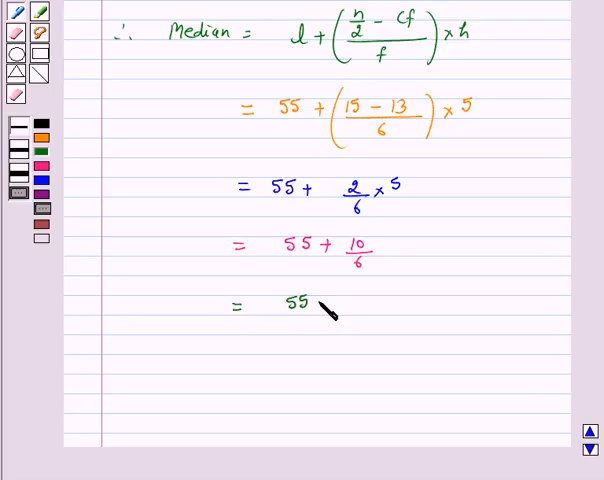 ∴ Median = l + ( (n/2 - cf) / f ) × h
= 55 + ( (15 - 13) / 6 ) × 5
= 55 + 2/6 × 5
= 55 + 10/6
= 55